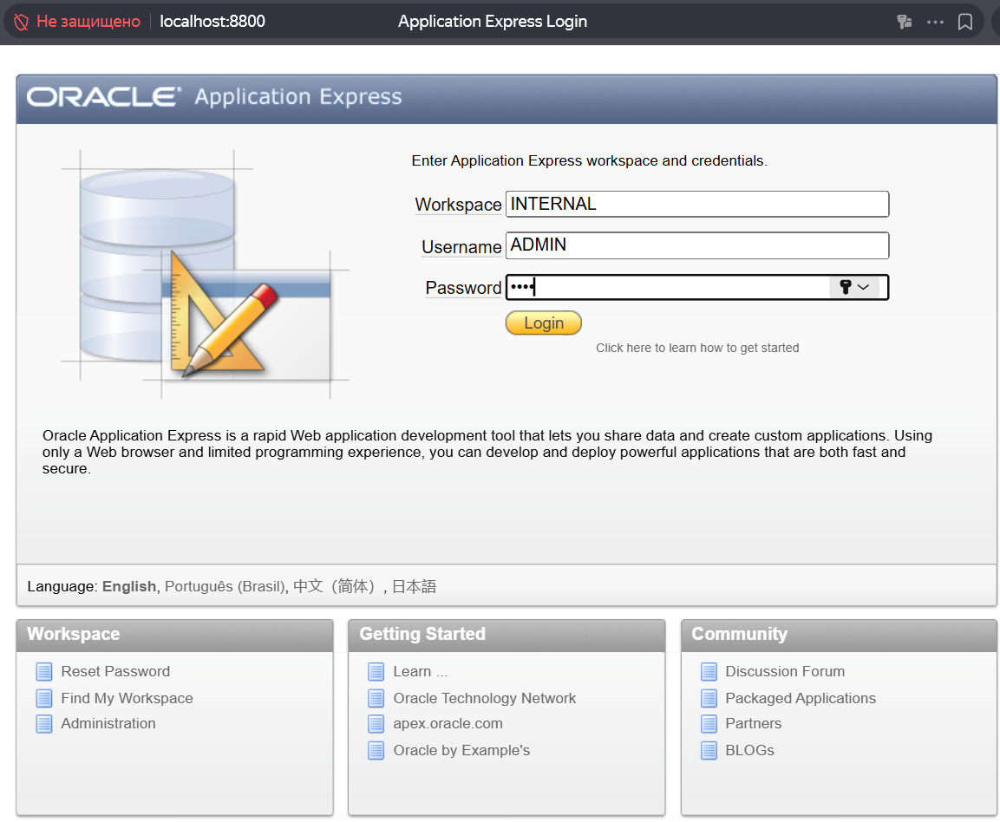 Не защищено localhost:8800 Application Express Login
ORACLE® Application Express
Enter Application Express workspace and credentials.
Workspace INTERNAL
Username ADMIN
Password ••••
Login
Click here to learn how to get started
Oracle Application Express is a rapid Web application development tool that lets you share data and create custom applications. Using
only a Web browser and limited programming experience, you can develop and deploy powerful applications that are both fast and
secure.
Language: English, Português (Brasil), 中文（简体）, 日本語
Workspace
Reset Password
Find My Workspace
Administration
Getting Started
Learn ...
Oracle Technology Network
apex.oracle.com
Oracle by Example's
Community
Discussion Forum
Packaged Applications
Partners
BLOGs